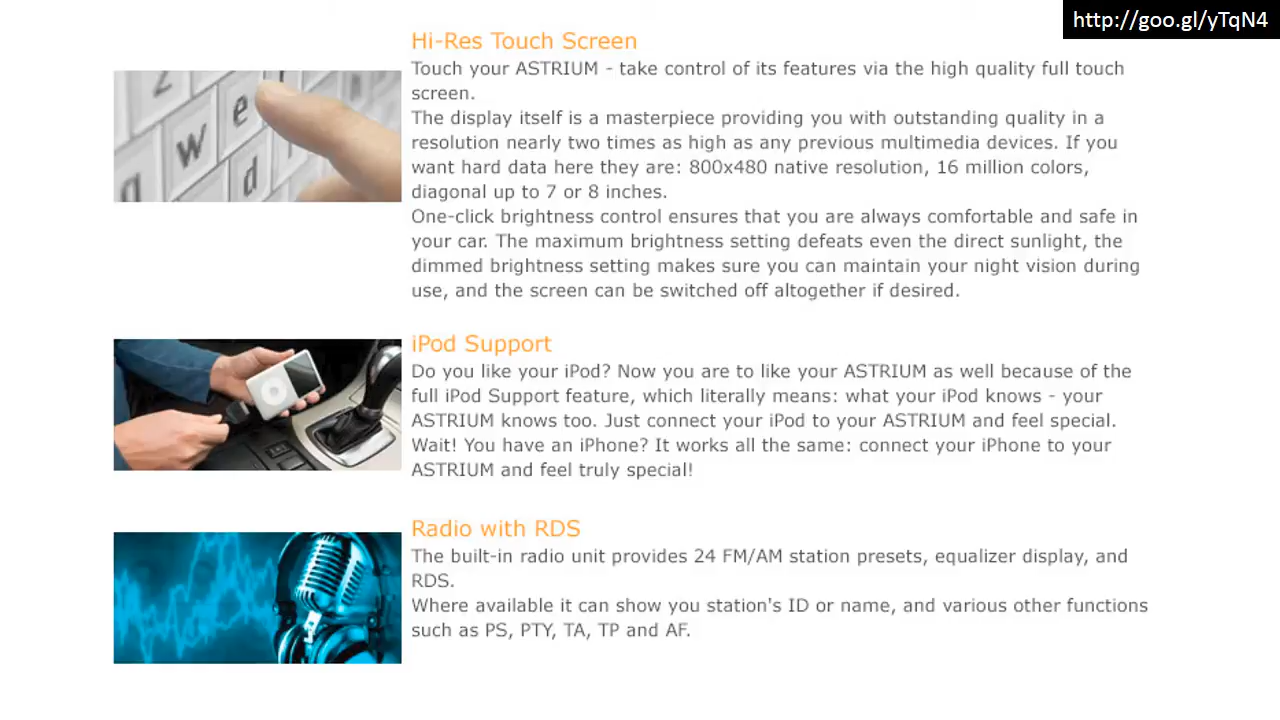 http://goo.gl/yTqN4
Hi-Res Touch Screen
Touch your ASTRIUM - take control of its features via the high quality full touch
screen.
The display itself is a masterpiece providing you with outstanding quality in a
resolution nearly two times as high as any previous multimedia devices. If you
want hard data here they are: 800x480 native resolution, 16 million colors,
diagonal up to 7 or 8 inches.
One-click brightness control ensures that you are always comfortable and safe in
your car. The maximum brightness setting defeats even the direct sunlight, the
dimmed brightness setting makes sure you can maintain your night vision during
use, and the screen can be switched off altogether if desired.
w e
d
iPod Support
Do you like your iPod? Now you are to like your ASTRIUM as well because of the
full iPod Support feature, which literally means: what your iPod knows - your
ASTRIUM knows too. Just connect your iPod to your ASTRIUM and feel special.
Wait! You have an iPhone? It works all the same: connect your iPhone to your
ASTRIUM and feel truly special!
Radio with RDS
The built-in radio unit provides 24 FM/AM station presets, equalizer display, and
RDS.
Where available it can show you station's ID or name, and various other functions
such as PS, PTY, TA, TP and AF.